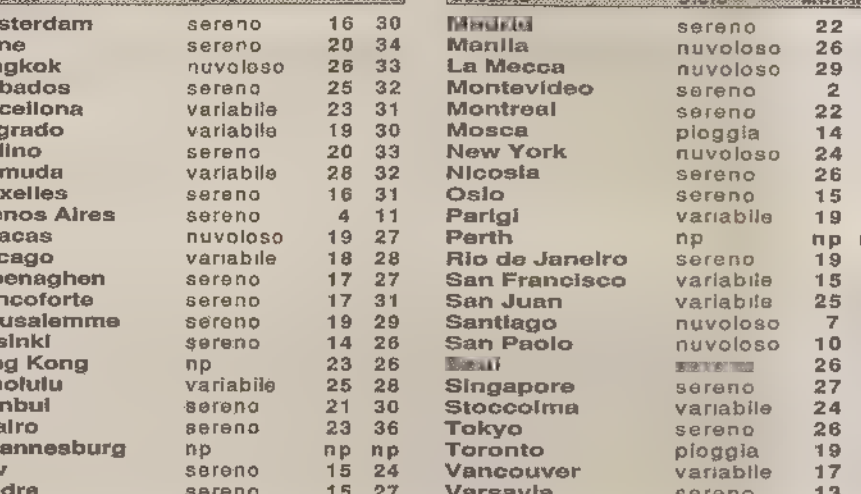 sterdam sereno 16 30
ne sereno 20 34
ngkok nuvoloso 26 33
bados sereno 25 32
cellona variabile 23 31
grado variabile 19 30
lino sereno 20 33
muda variabile 28 32
xelles sereno 16 31
enos Aires sereno 4 11
acas nuvoloso 19 27
cago variabile 18 28
penaghen sereno 17 27
ncoforte sereno 17 31
usalemme sereno 19 29
sinki sereno 14 26
g Kong np 23 26
nolulu variabile 25 28
nbul sereno 21 30
airo sereno 23 36
annesburg np np np
sereno 15 24
dra sereno 15 27
sereno 22
Manila nuvoloso 26
La Mecca nuvoloso 29
Montevideo sereno 2
Montreal sereno 22
Mosca pioggia 14
New York nuvoloso 24
Nicosia sereno 26
Oslo sereno 15
Parigi variabile 19
Perth np np
Rio de Janeiro sereno 19
San Francisco variabile 15
San Juan variabile 25
Santiago nuvoloso 7
San Paolo nuvoloso 10
26
Singapore sereno 27
Stoccolma variabile 24
Tokyo sereno 26
Toronto pioggia 19
Vancouver variabile 17
Varsavia sereno 13